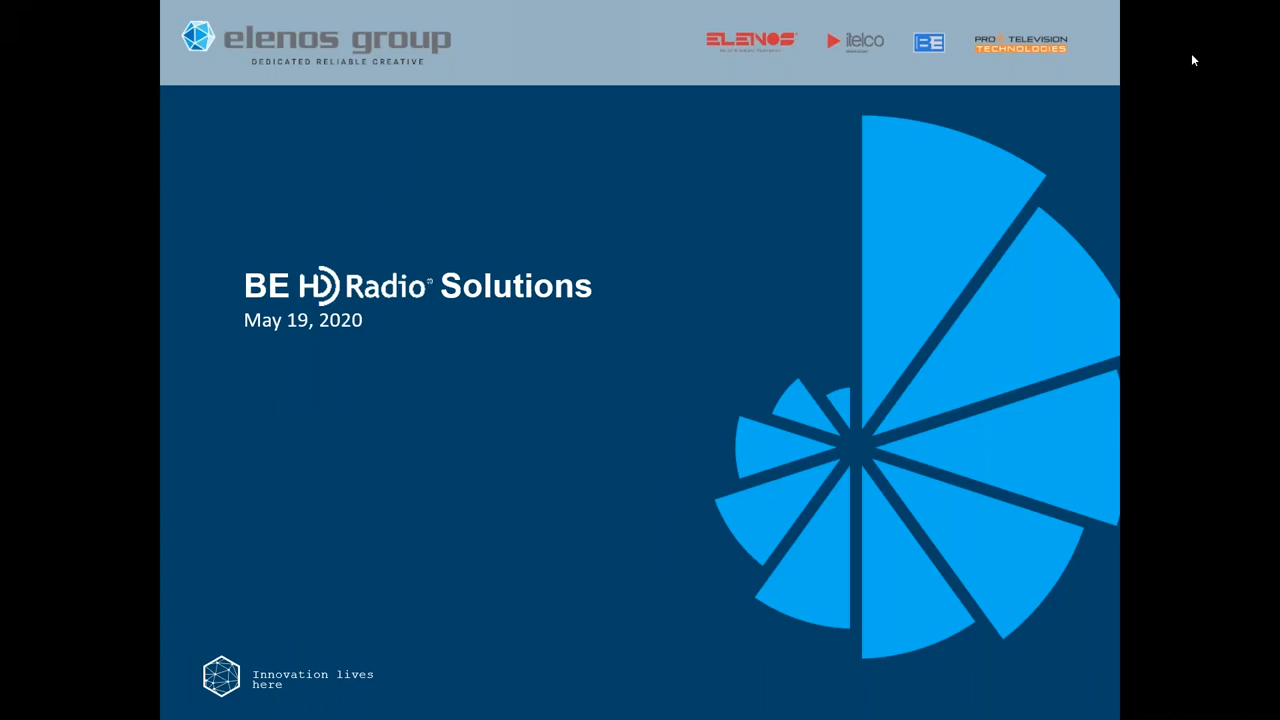 elenos group
DEDICATED RELIABLE CREATIVE
ELENOS
itelco
BE
PRO TELEVISION
TECHNOLOGIES
BE HD Radio Solutions
May 19, 2020
Innovation lives
here